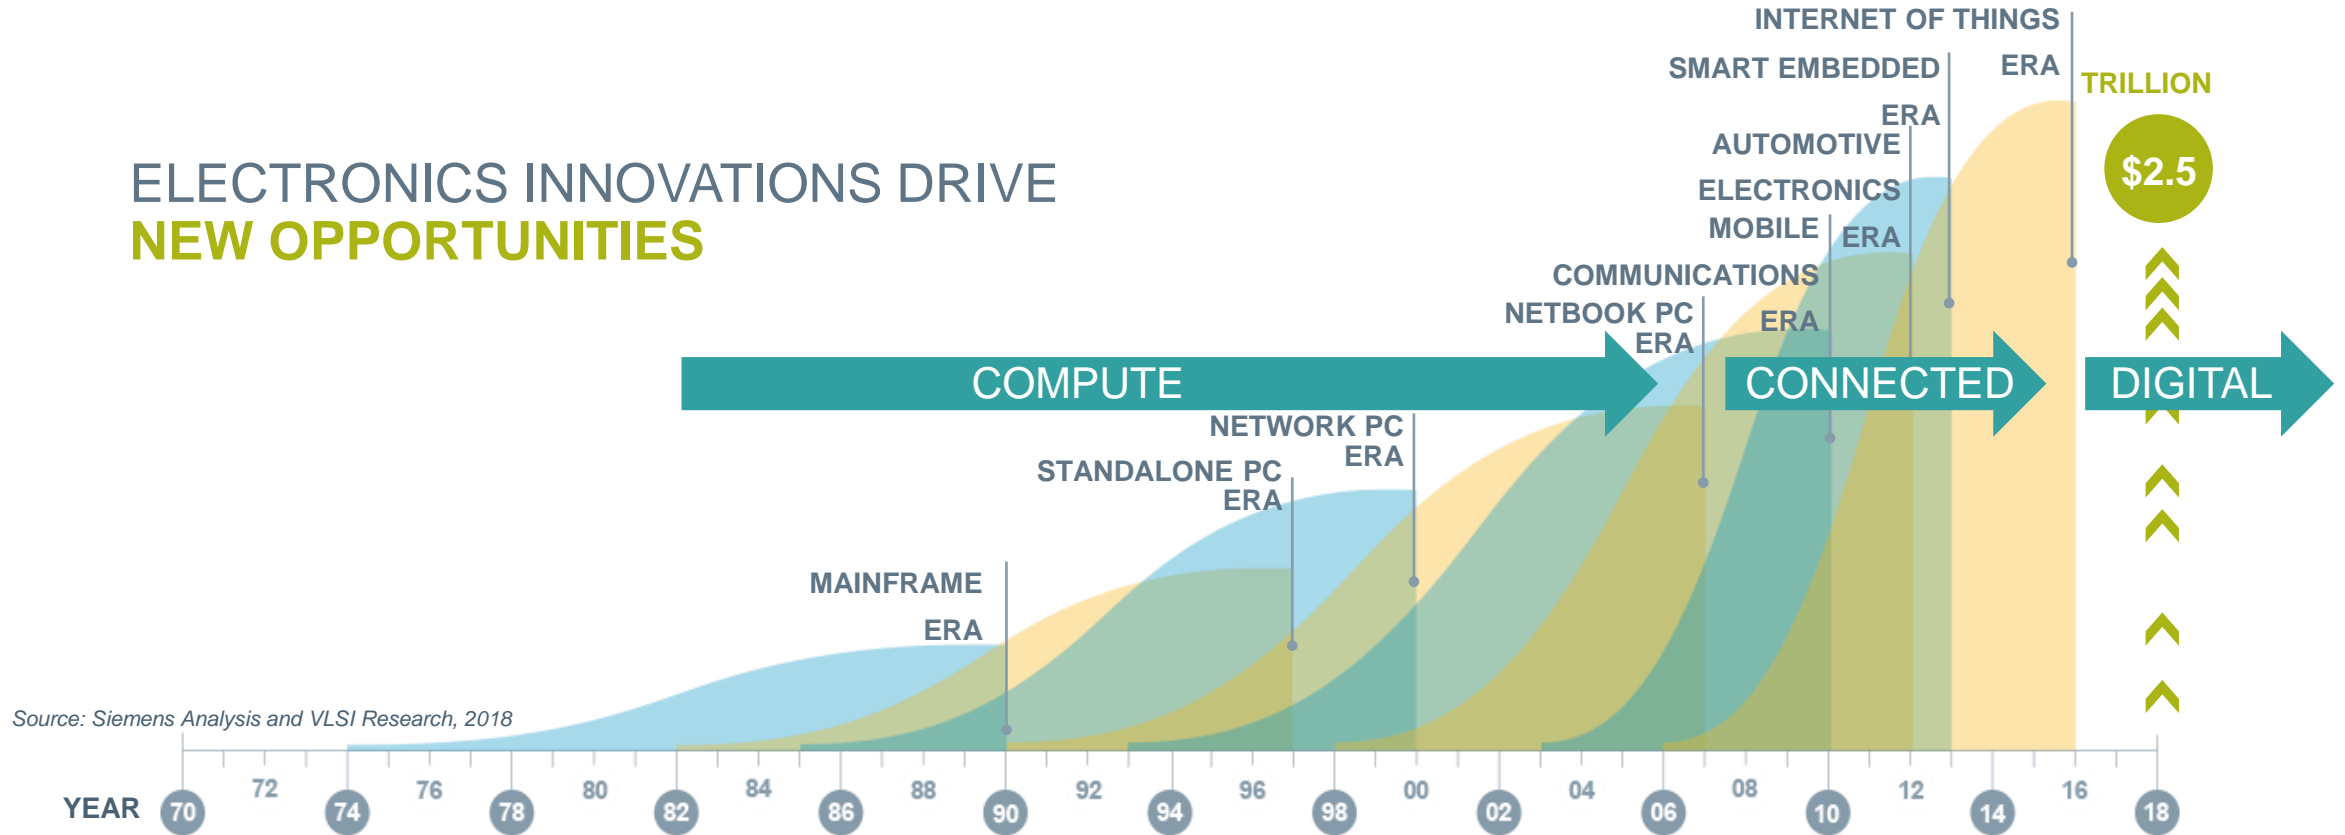 INTERNET OF THINGS
ERA
SMART EMBEDDED
ERA
TRILLION
$2.5
AUTOMOTIVE
ELECTRONICS
ERA
ELECTRONICS INNOVATIONS DRIVE
NEW OPPORTUNITIES
MOBILE
COMMUNICATIONS
ERA
NETBOOK PC
ERA
COMPUTE
CONNECTED
DIGITAL
NETWORK PC
ERA
STANDALONE PC
ERA
MAINFRAME
ERA
Source: Siemens Analysis and VLSI Research, 2018
YEAR 70 72 74 76 78 80 82 84 86 88 90 92 94 96 98 00 02 04 06 08 10 12 14 16 18